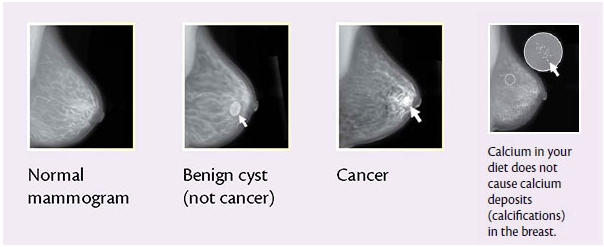 Normal
mammogram
Benign cyst
(not cancer)
Cancer
Calcium in your
diet does not
cause calcium
deposits
(calcifications)
in the breast.